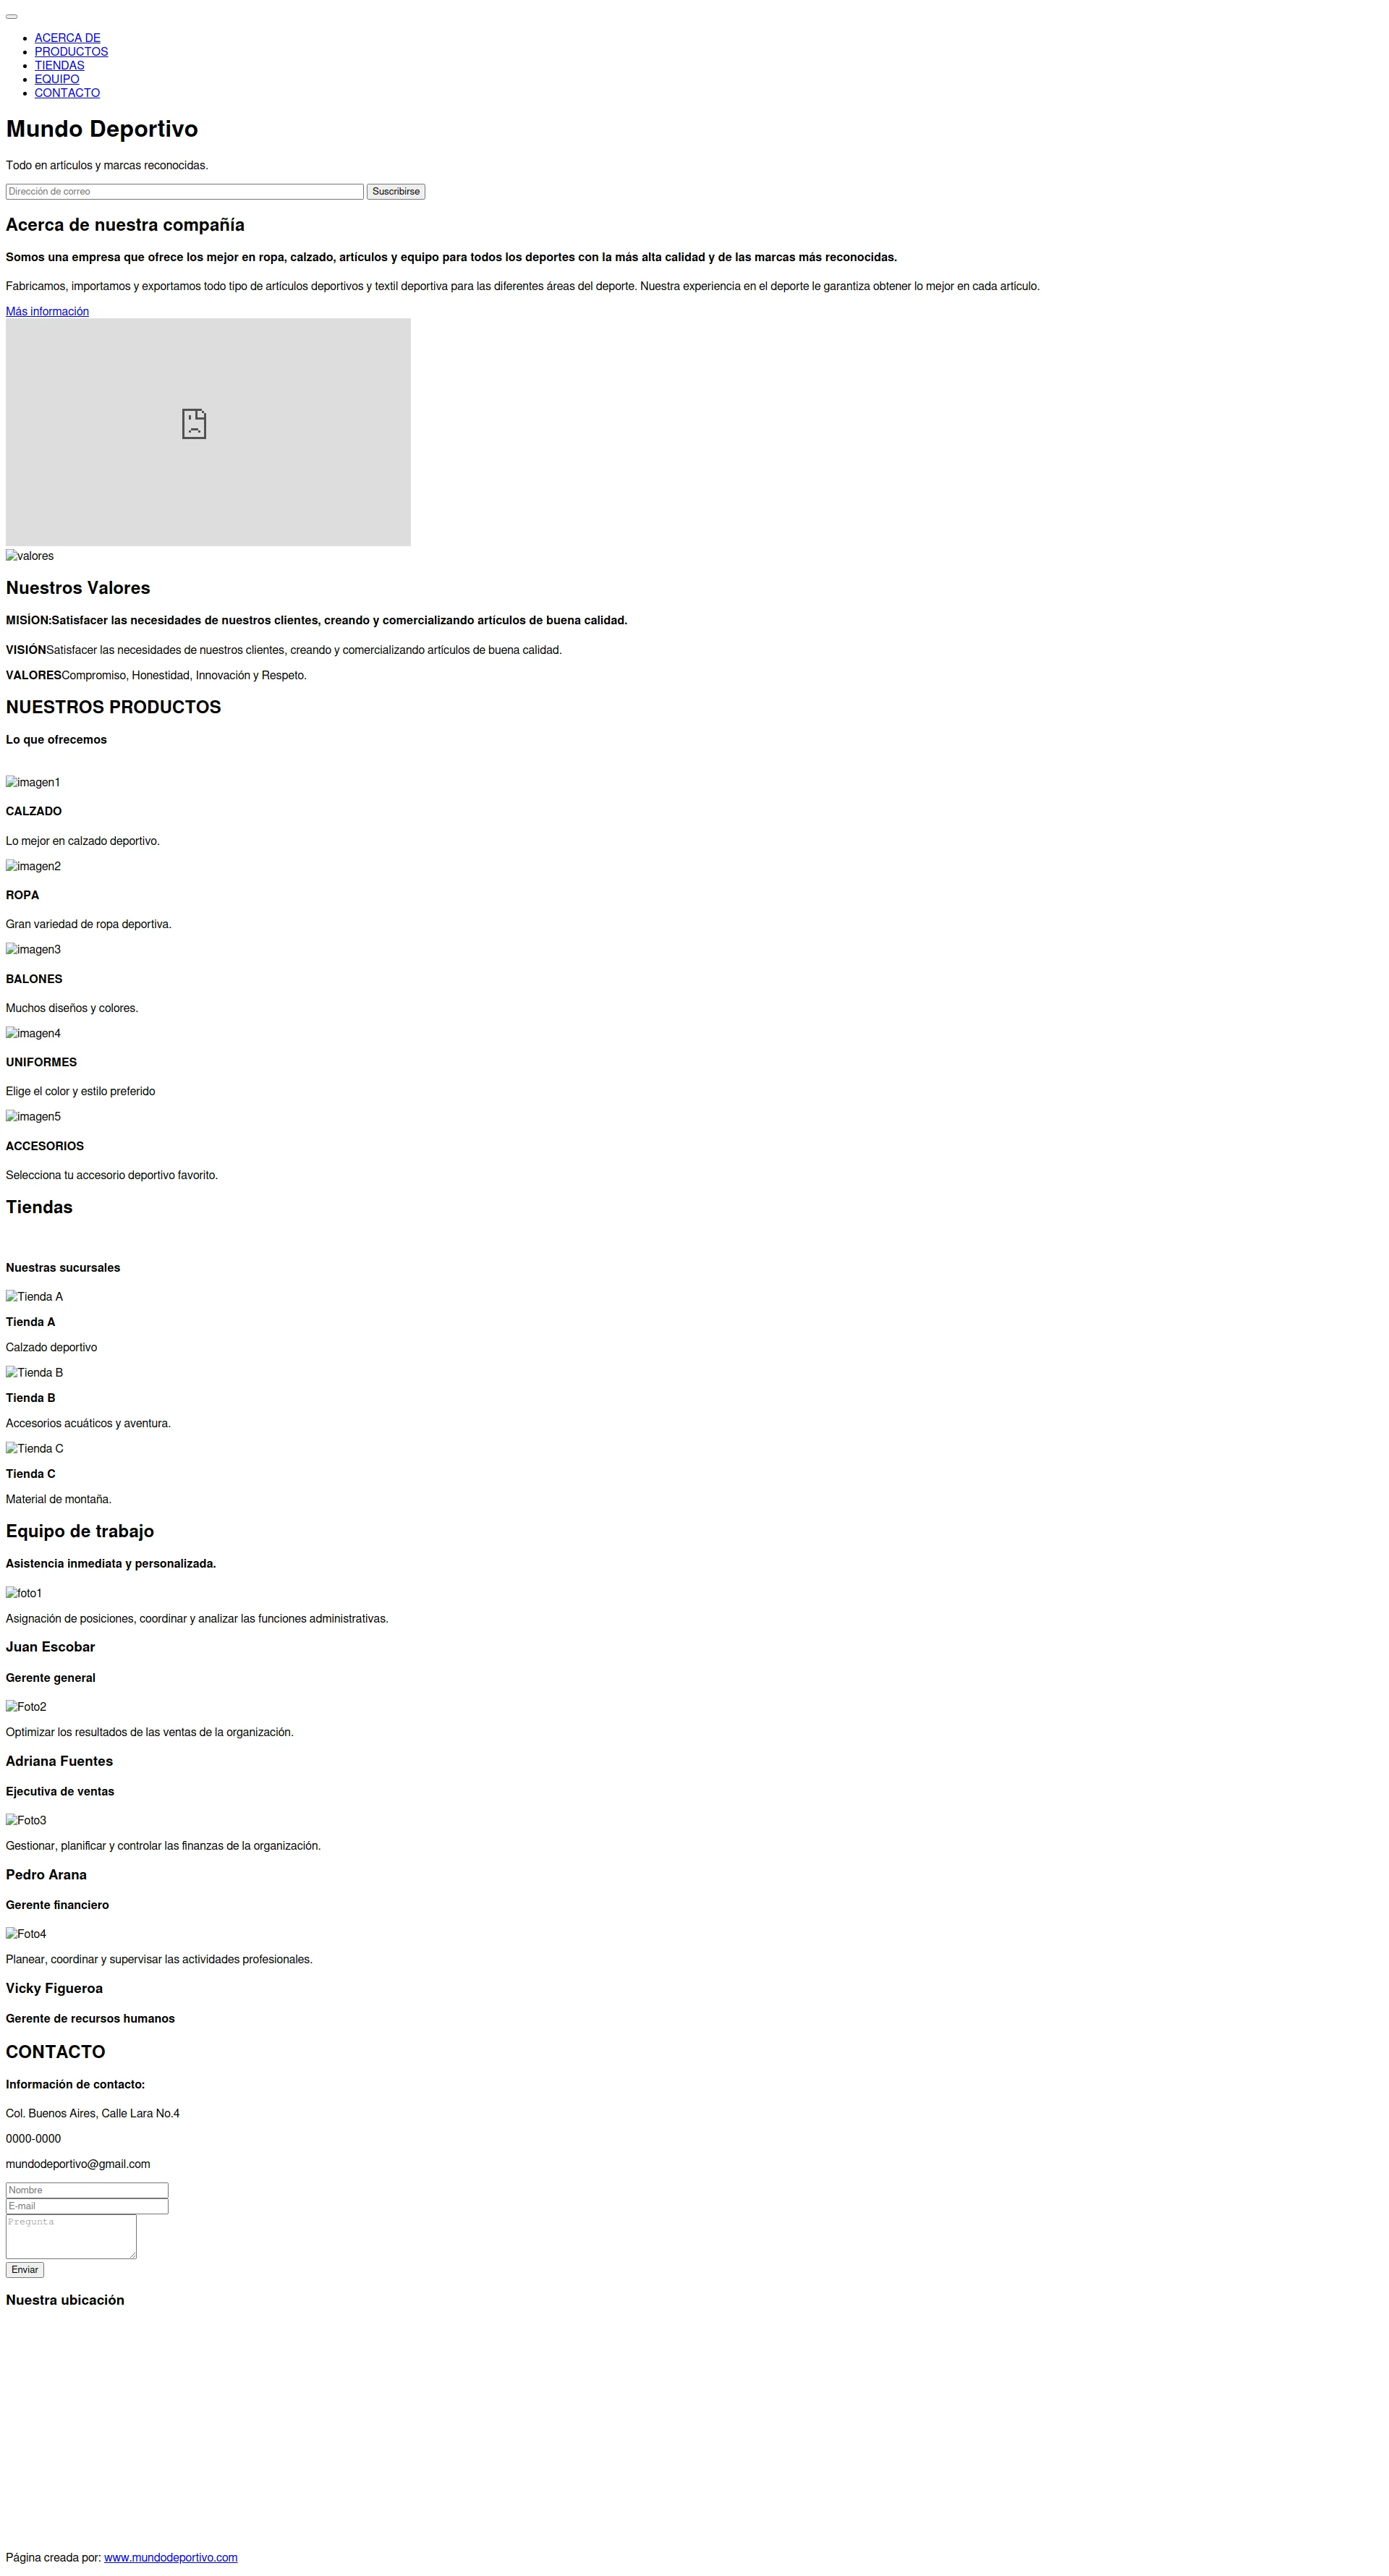 ACERCA DE
PRODUCTOS
TIENDAS
EQUIPO
CONTACTO
Mundo Deportivo
Todo en artículos y marcas reconocidas.
Dirección de correo Suscribirse
Acerca de nuestra compañía
Somos una empresa que ofrece los mejor en ropa, calzado, artículos y equipo para todos los deportes con la más alta calidad y de las marcas más reconocidas.
Fabricamos, importamos y exportamos todo tipo de artículos deportivos y textil deportiva para las diferentes áreas del deporte. Nuestra experiencia en el deporte le garantiza obtener lo mejor en cada artículo.
Más información
valores
Nuestros Valores
MISÍON:Satisfacer las necesidades de nuestros clientes, creando y comercializando artículos de buena calidad.
VISIÓNSatisfacer las necesidades de nuestros clientes, creando y comercializando artículos de buena calidad.
VALORESCompromiso, Honestidad, Innovación y Respeto.
NUESTROS PRODUCTOS
Lo que ofrecemos
imagen1
CALZADO
Lo mejor en calzado deportivo.
imagen2
ROPA
Gran variedad de ropa deportiva.
imagen3
BALONES
Muchos diseños y colores.
imagen4
UNIFORMES
Elige el color y estilo preferido
imagen5
ACCESORIOS
Selecciona tu accesorio deportivo favorito.
Tiendas
Nuestras sucursales
Tienda A
Tienda A
Calzado deportivo
Tienda B
Tienda B
Accesorios acuáticos y aventura.
Tienda C
Tienda C
Material de montaña.
Equipo de trabajo
Asistencia inmediata y personalizada.
foto1
Asignación de posiciones, coordinar y analizar las funciones administrativas.
Juan Escobar
Gerente general
Foto2
Optimizar los resultados de las ventas de la organización.
Adriana Fuentes
Ejecutiva de ventas
Foto3
Gestionar, planificar y controlar las finanzas de la organización.
Pedro Arana
Gerente financiero
Foto4
Planear, coordinar y supervisar las actividades profesionales.
Vicky Figueroa
Gerente de recursos humanos
CONTACTO
Información de contacto:
Col. Buenos Aires, Calle Lara No.4
0000-0000
mundodeportivo@gmail.com
Nombre
E-mail
Pregunta
Enviar
Nuestra ubicación
Página creada por: www.mundodeportivo.com